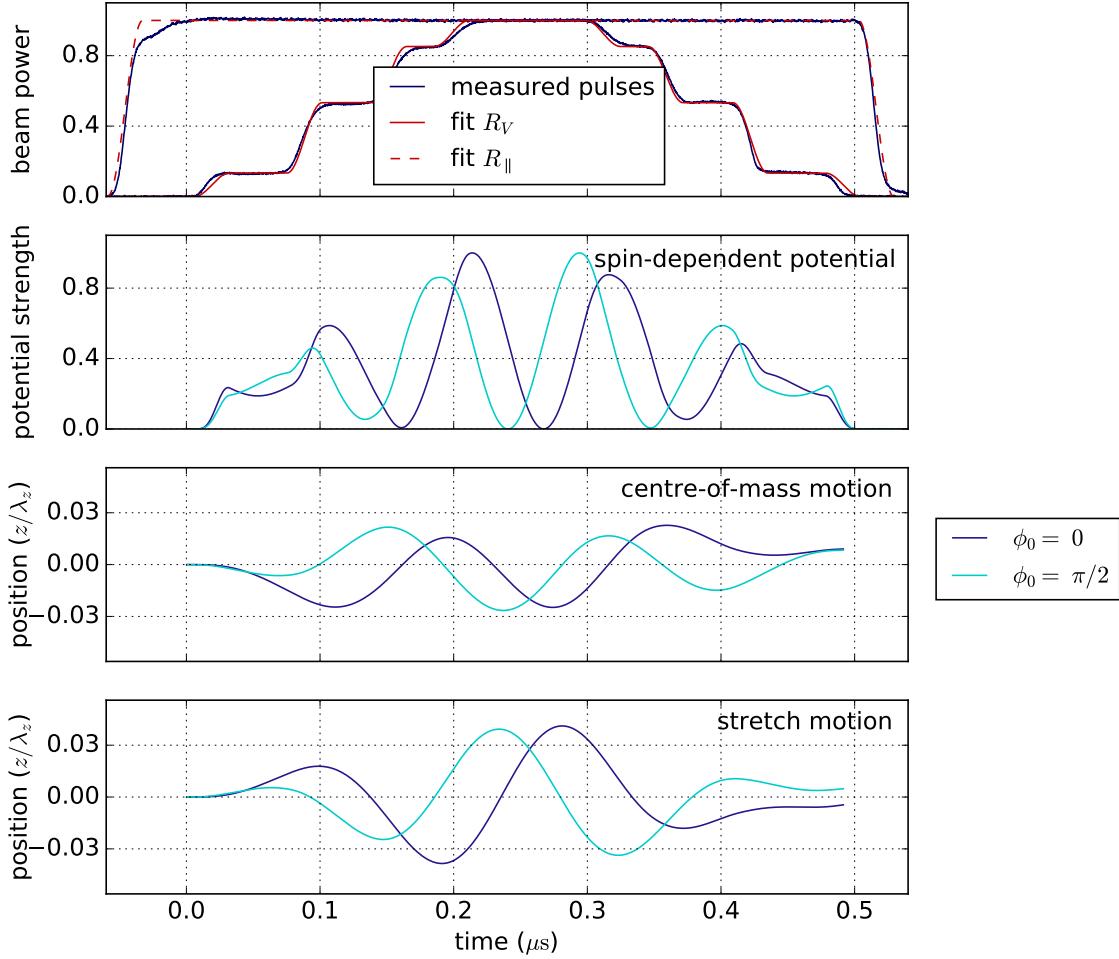 beam power
0.8
0.4
0.0
measured pulses
fit R_V
fit R_∥
potential strength
0.8
0.4
0.0
spin-dependent potential
position (z/λ_z)
0.03
0.00
−0.03
centre-of-mass motion
ϕ_0 = 0
ϕ_0 = π/2
position (z/λ_z)
0.03
0.00
−0.03
stretch motion
0.0 0.1 0.2 0.3 0.4 0.5
time (μs)